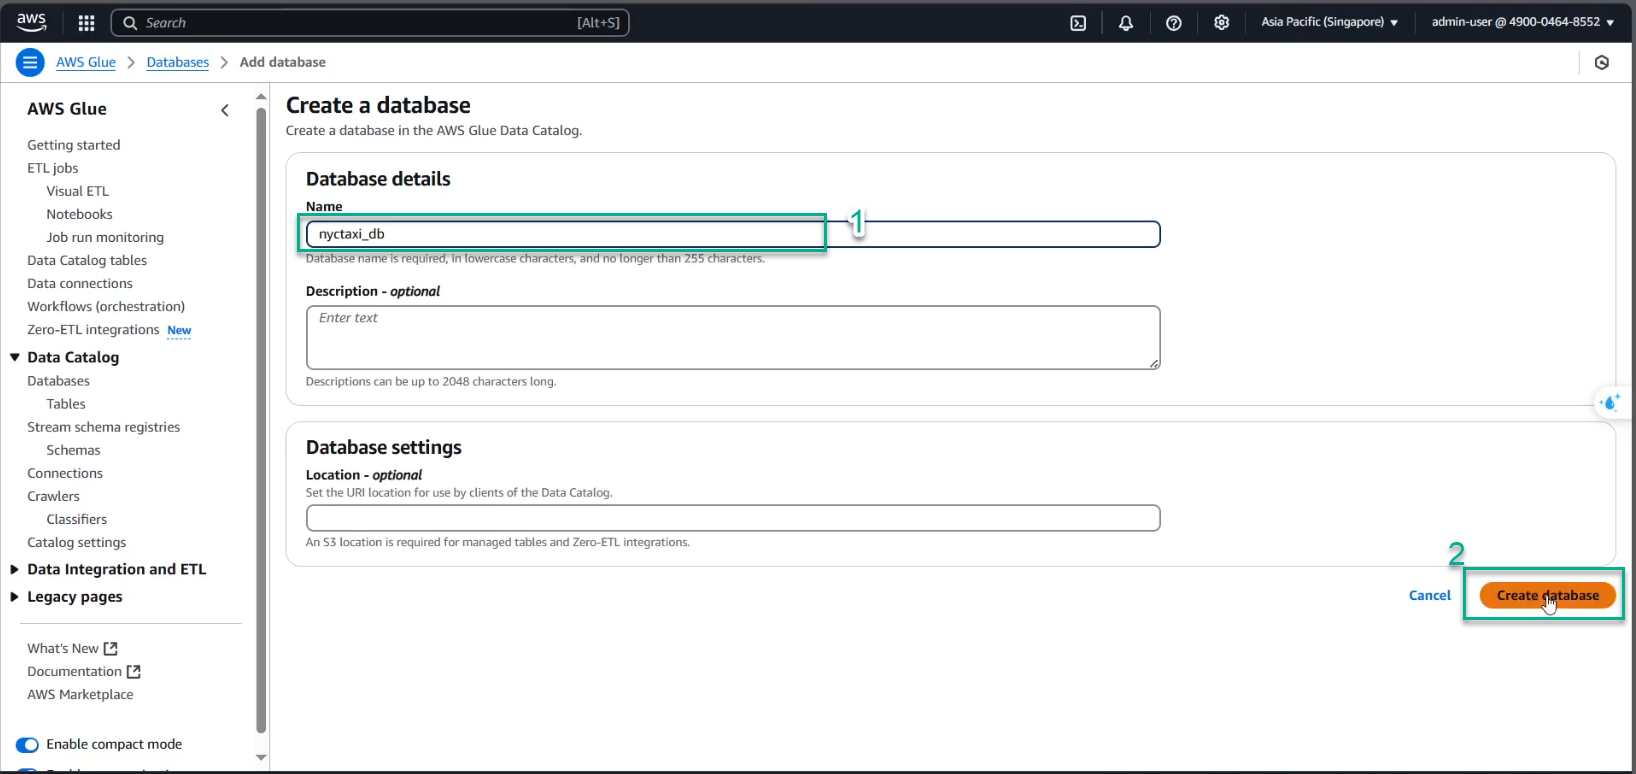 aws
Search
[Alt+S]
Asia Pacific (Singapore)
admin-user @ 4900-0464-8552
AWS Glue
Databases
Add database
AWS Glue
Getting started
ETL jobs
Visual ETL
Notebooks
Job run monitoring
Data Catalog tables
Data connections
Workflows (orchestration)
Zero-ETL integrations New
Data Catalog
Databases
Tables
Stream schema registries
Schemas
Connections
Crawlers
Classifiers
Catalog settings
Data Integration and ETL
Legacy pages
What's New
Documentation
AWS Marketplace
Enable compact mode
Create a database
Create a database in the AWS Glue Data Catalog.
Database details
Name
nyctaxi_db
1
Database name is required, in lowercase characters, and no longer than 255 characters.
Description - optional
Enter text
Descriptions can be up to 2048 characters long.
Database settings
Location - optional
Set the URI location for use by clients of the Data Catalog.
An S3 location is required for managed tables and Zero-ETL integrations.
2
Cancel
Create database